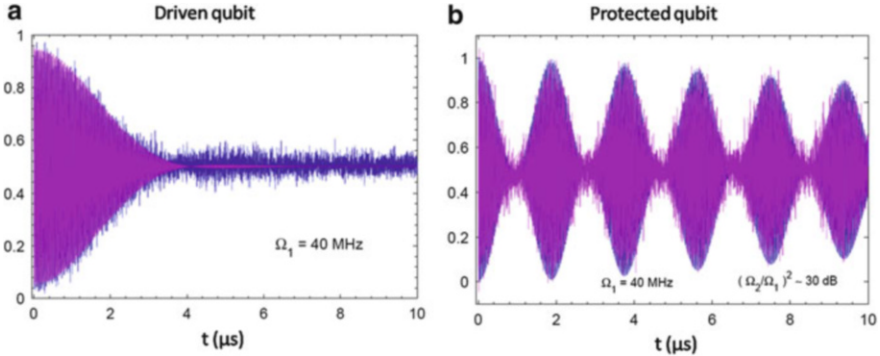 a
Driven qubit
1
0.8
0.6
0.4
0.2
0
0 2 4 6 8 10
Ω₁ = 40 MHz
t (μs)
b
Protected qubit
1
0.8
0.6
0.4
0.2
0
0 2 4 6 8 10
Ω₁ = 40 MHz
(Ω₂/Ω₁)² ~ 30 dB
t (μs)